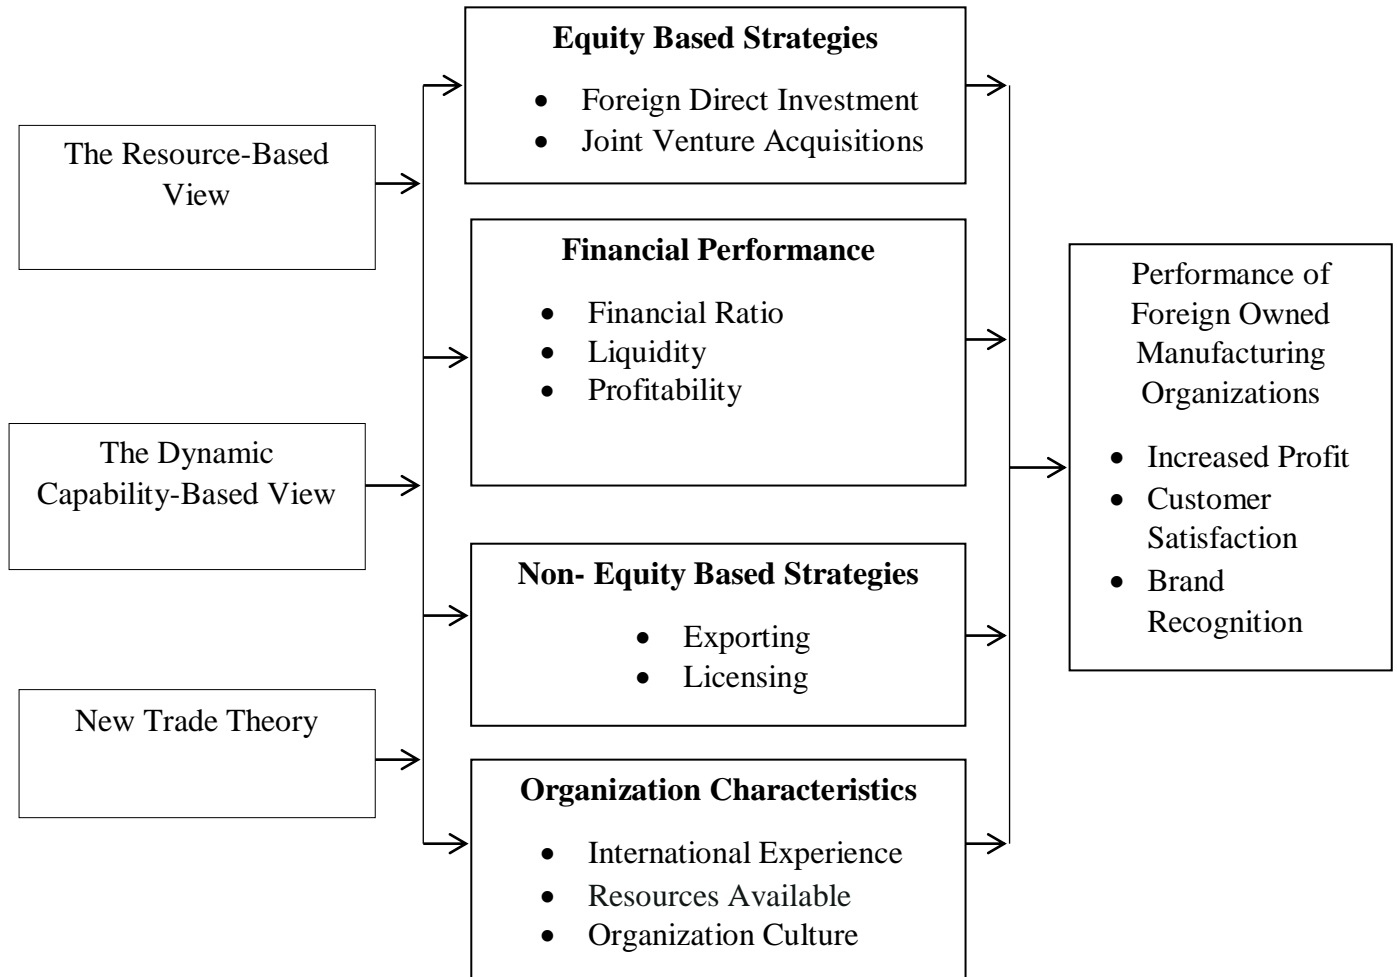 The Resource-Based
View
The Dynamic
Capability-Based View
New Trade Theory
Equity Based Strategies
• Foreign Direct Investment
• Joint Venture Acquisitions
Financial Performance
• Financial Ratio
• Liquidity
• Profitability
Non- Equity Based Strategies
• Exporting
• Licensing
Organization Characteristics
• International Experience
• Resources Available
• Organization Culture
Performance of
Foreign Owned
Manufacturing
Organizations
• Increased Profit
• Customer
Satisfaction
• Brand
Recognition